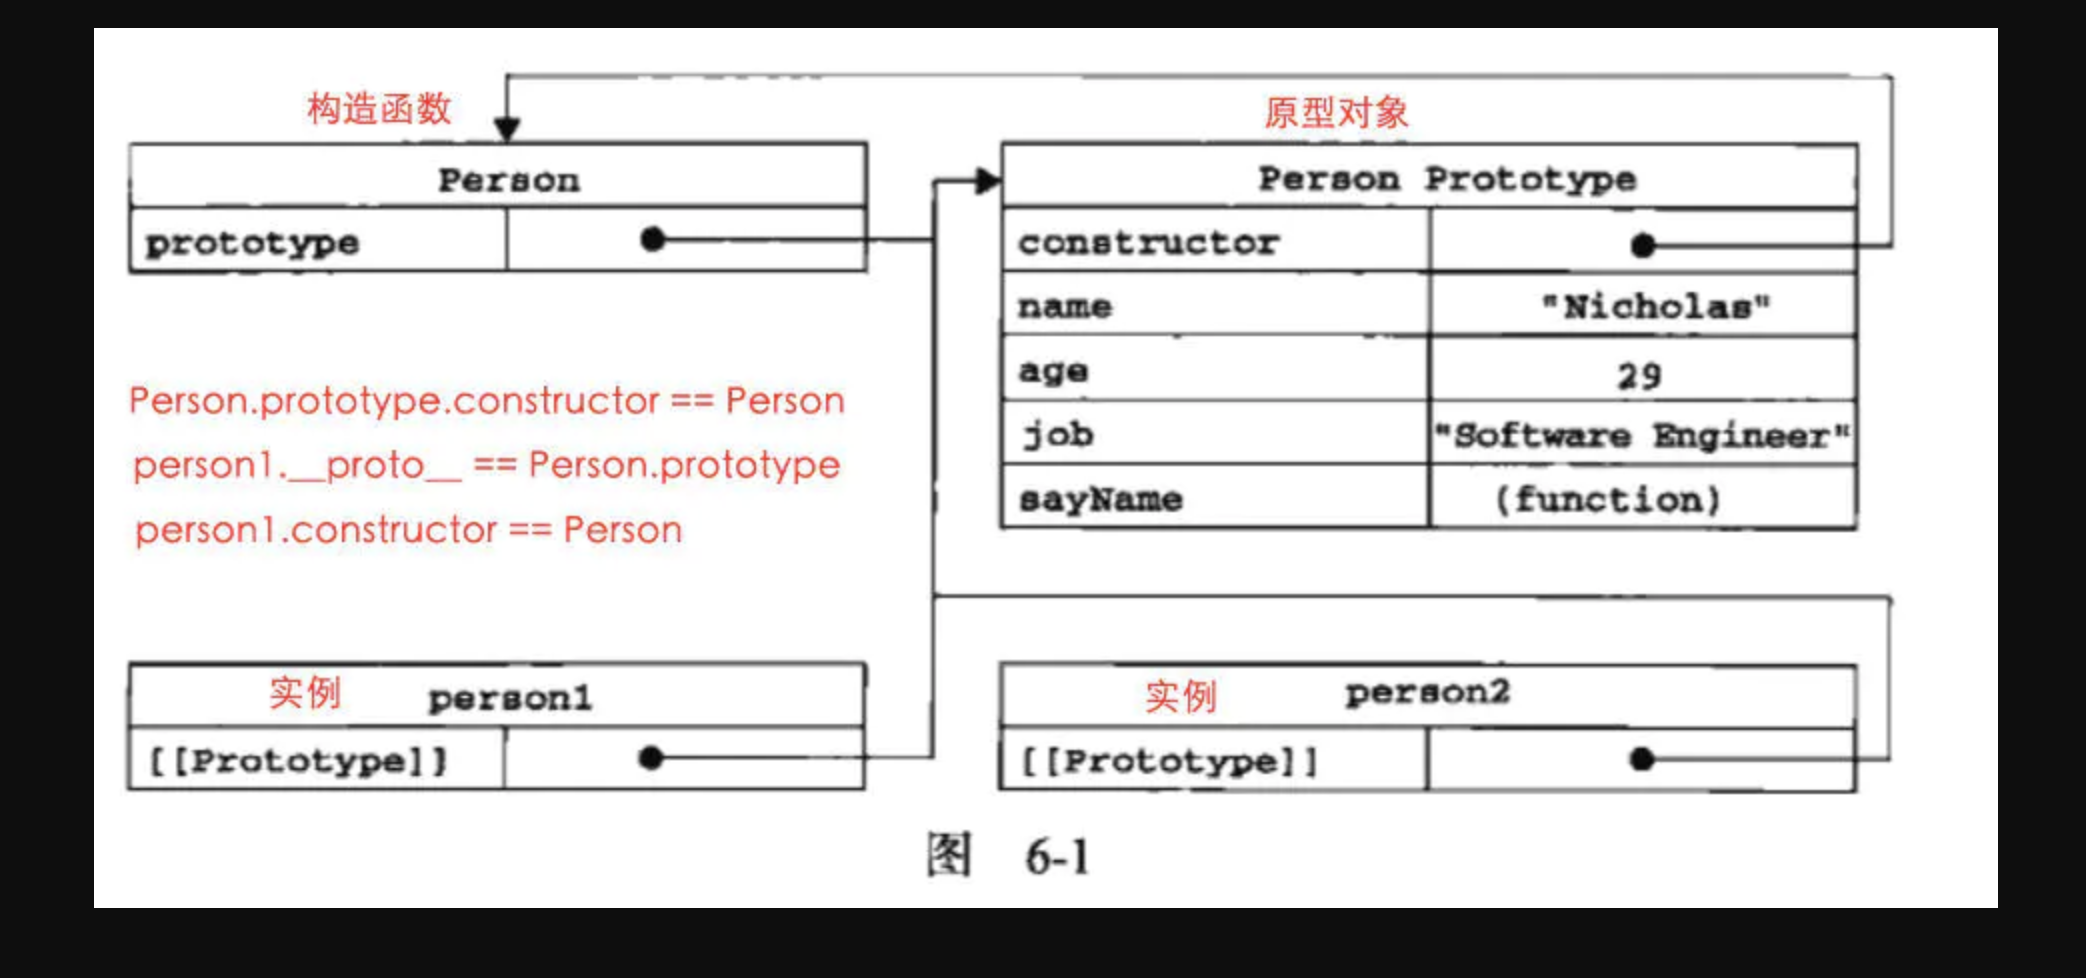 构造函数
原型对象
Person
prototype
Person Prototype
constructor
name "Nicholas"
age 29
job "Software Engineer"
sayName (function)
Person.prototype.constructor == Person
person1.__proto__ == Person.prototype
person1.constructor == Person
实例 person1
[[Prototype]]
实例 person2
[[Prototype]]
图 6-1